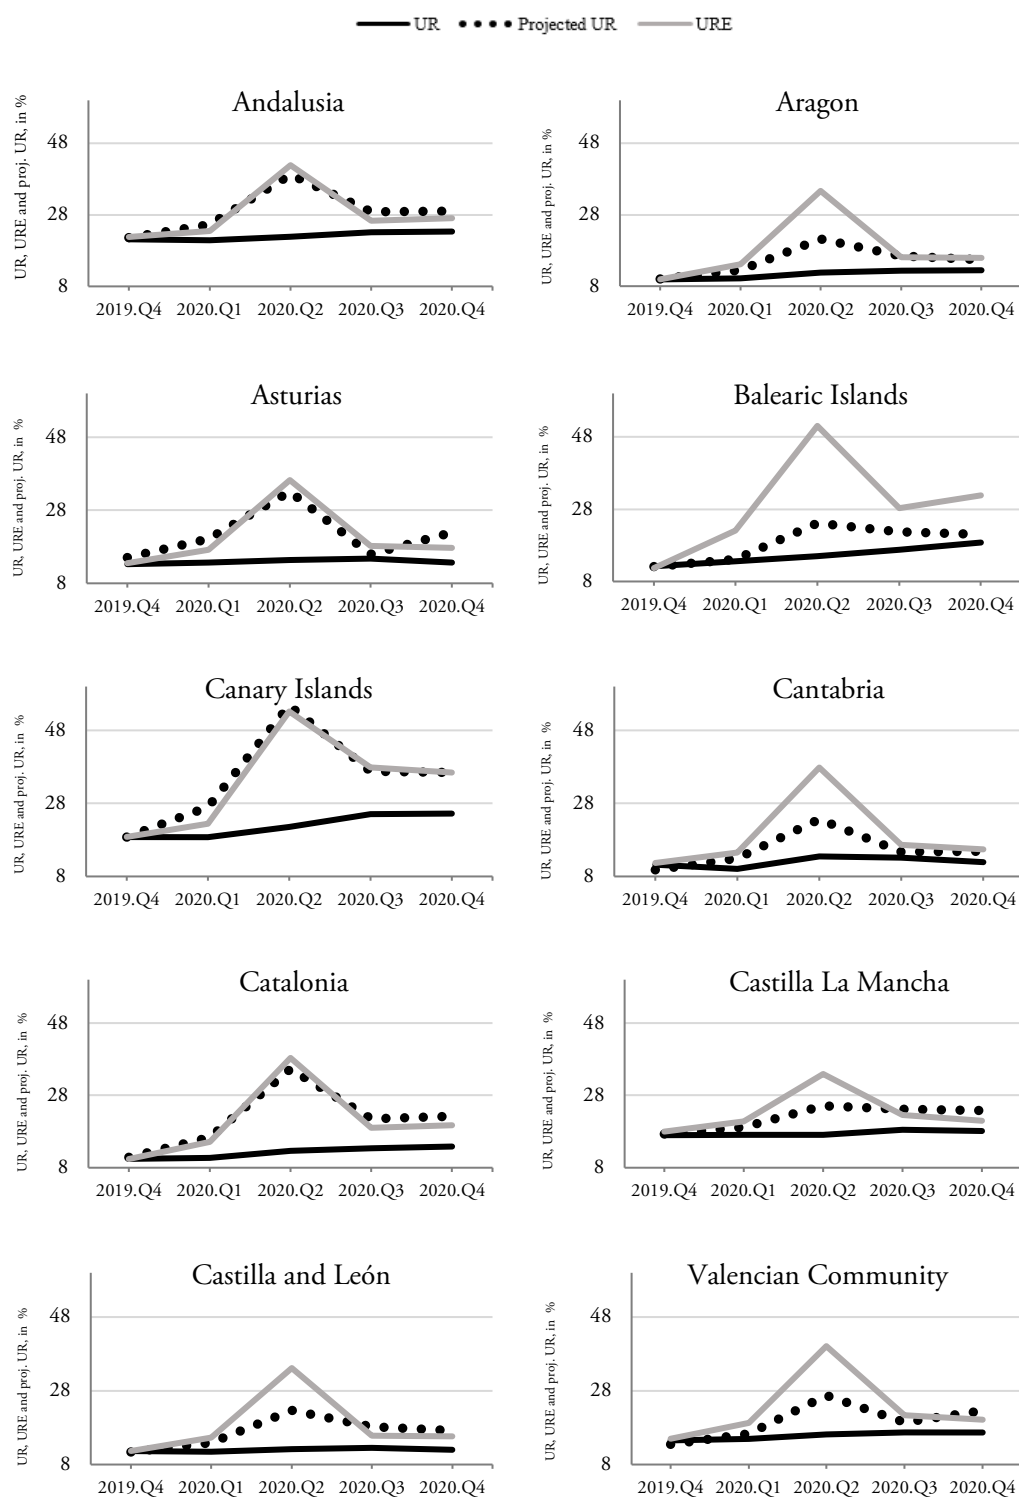 UR Projected UR URE
Andalusia
UR, URE and proj. UR, in %
48
28
8
2019.Q4 2020.Q1 2020.Q2 2020.Q3 2020.Q4
Aragon
UR, URE and proj. UR, in %
48
28
8
2019.Q4 2020.Q1 2020.Q2 2020.Q3 2020.Q4
Asturias
UR, URE and proj. UR, in %
48
28
8
2019.Q4 2020.Q1 2020.Q2 2020.Q3 2020.Q4
Balearic Islands
UR, URE and proj. UR, in %
48
28
8
2019.Q4 2020.Q1 2020.Q2 2020.Q3 2020.Q4
Canary Islands
UR, URE and proj. UR, in %
48
28
8
2019.Q4 2020.Q1 2020.Q2 2020.Q3 2020.Q4
Cantabria
UR, URE and proj. UR, in %
48
28
8
2019.Q4 2020.Q1 2020.Q2 2020.Q3 2020.Q4
Catalonia
UR, URE and proj. UR, in %
48
28
8
2019.Q4 2020.Q1 2020.Q2 2020.Q3 2020.Q4
Castilla La Mancha
UR, URE and proj. UR, in %
48
28
8
2019.Q4 2020.Q1 2020.Q2 2020.Q3 2020.Q4
Castilla and León
UR, URE and proj. UR, in %
48
28
8
2019.Q4 2020.Q1 2020.Q2 2020.Q3 2020.Q4
Valencian Community
UR, URE and proj. UR, in %
48
28
8
2019.Q4 2020.Q1 2020.Q2 2020.Q3 2020.Q4